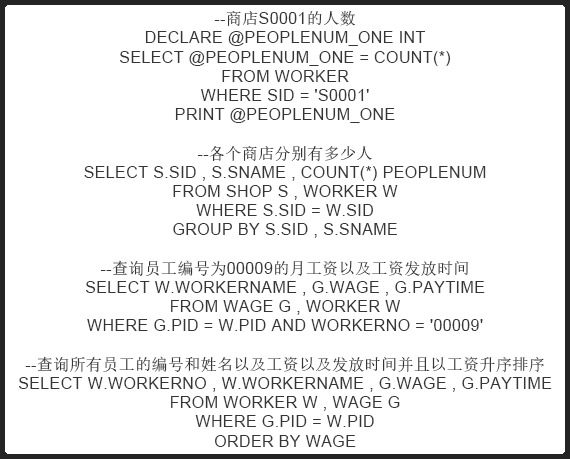 --商店S0001的人数
DECLARE @PEOPLENUM_ONE INT
SELECT @PEOPLENUM_ONE = COUNT(*)
FROM WORKER
WHERE SID = 'S0001'
PRINT @PEOPLENUM_ONE
--各个商店分别有多少人
SELECT S.SID , S.SNAME , COUNT(*) PEOPLENUM
FROM SHOP S , WORKER W
WHERE S.SID = W.SID
GROUP BY S.SID , S.SNAME
--查询员工编号为00009的月工资以及工资发放时间
SELECT W.WORKERNAME , G.WAGE , G.PAYTIME
FROM WAGE G , WORKER W
WHERE G.PID = W.PID AND WORKERNO = '00009'
--查询所有员工的编号和姓名以及工资以及发放时间并且以工资升序排序
SELECT W.WORKERNO , W.WORKERNAME , G.WAGE , G.PAYTIME
FROM WORKER W , WAGE G
WHERE G.PID = W.PID
ORDER BY WAGE